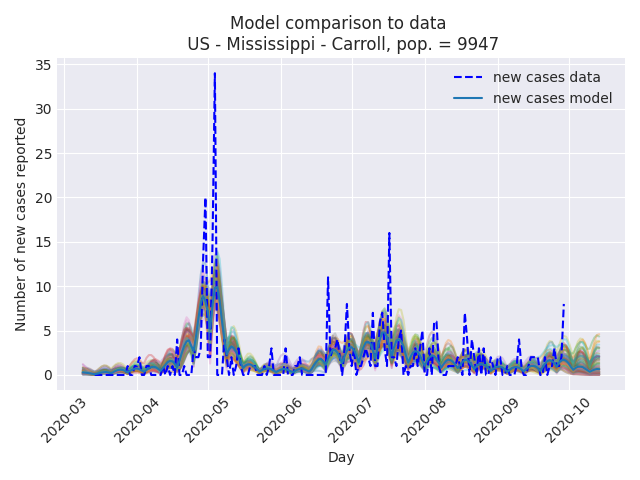 Model comparison to data
US - Mississippi - Carroll, pop. = 9947
new cases data
new cases model
Number of new cases reported
35
30
25
20
15
10
5
0
2020-03
2020-04
2020-05
2020-06
2020-07
2020-08
2020-09
2020-10
Day